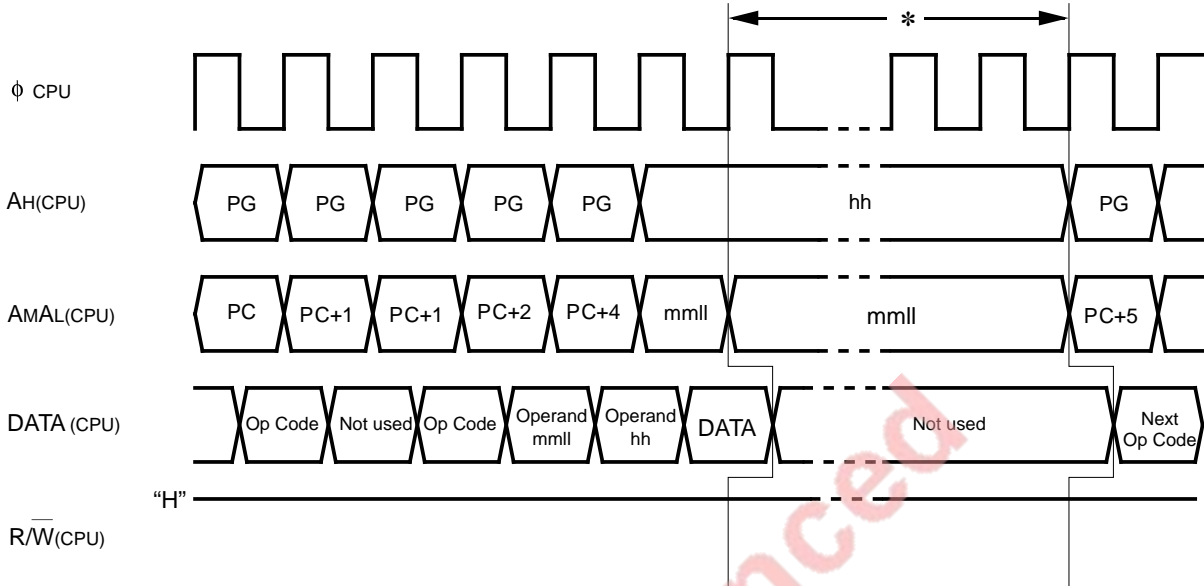 *
ϕ CPU
AH(CPU) PG PG PG PG PG hh PG
AMAL(CPU) PC PC+1 PC+1 PC+2 PC+4 mmll mmll PC+5
DATA (CPU) Op Code Not used Op Code Operand mmll Operand hh DATA Not used Next Op Code
“H”
R/W̅(CPU)